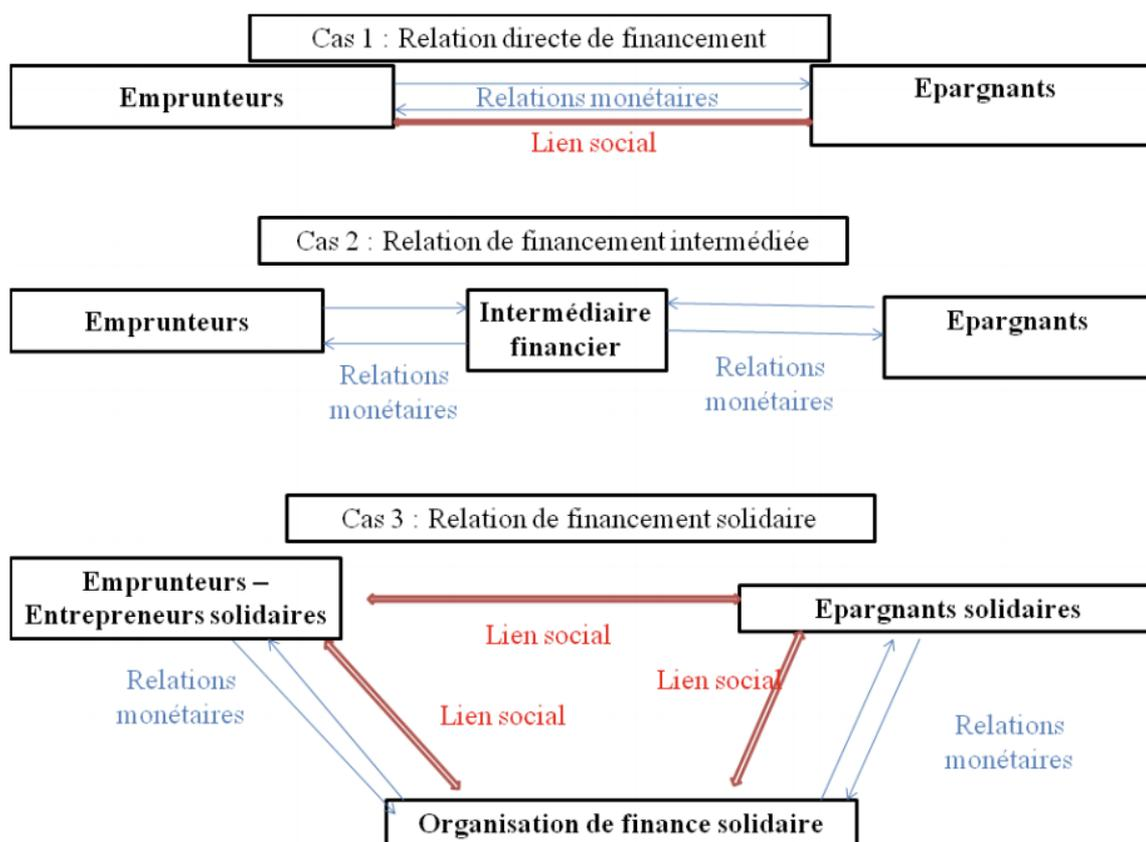 Cas 1 : Relation directe de financement
Emprunteurs
Relations monétaires
Epargnants
Lien social
Cas 2 : Relation de financement intermédiée
Emprunteurs
Intermédiaire
financier
Epargnants
Relations
monétaires
Relations
monétaires
Cas 3 : Relation de financement solidaire
Emprunteurs –
Entrepreneurs solidaires
Epargnants solidaires
Lien social
Relations
monétaires
Lien social
Lien social
Relations
monétaires
Organisation de finance solidaire